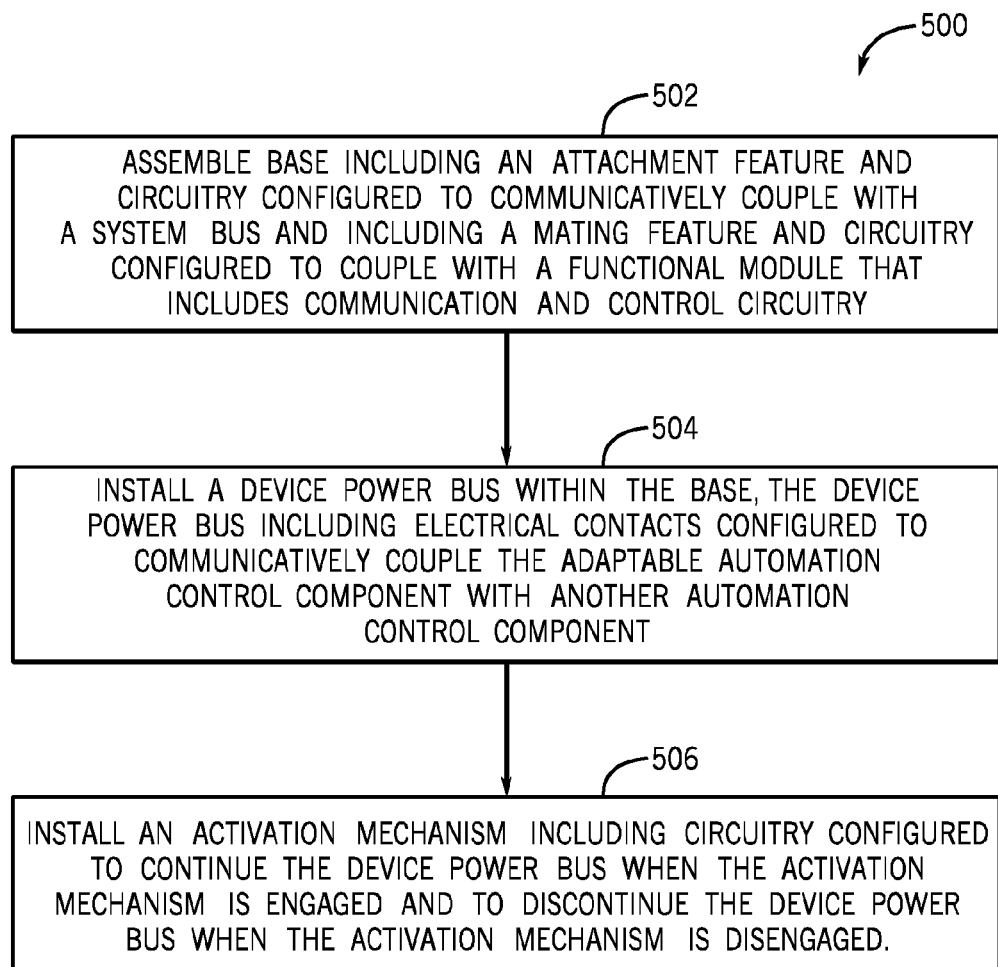 500
502
ASSEMBLE BASE INCLUDING AN ATTACHMENT FEATURE AND
CIRCUITRY CONFIGURED TO COMMUNICATIVELY COUPLE WITH
A SYSTEM BUS AND INCLUDING A MATING FEATURE AND CIRCUITRY
CONFIGURED TO COUPLE WITH A FUNCTIONAL MODULE THAT
INCLUDES COMMUNICATION AND CONTROL CIRCUITRY
504
INSTALL A DEVICE POWER BUS WITHIN THE BASE, THE DEVICE
POWER BUS INCLUDING ELECTRICAL CONTACTS CONFIGURED TO
COMMUNICATIVELY COUPLE THE ADAPTABLE AUTOMATION
CONTROL COMPONENT WITH ANOTHER AUTOMATION
CONTROL COMPONENT
506
INSTALL AN ACTIVATION MECHANISM INCLUDING CIRCUITRY CONFIGURED
TO CONTINUE THE DEVICE POWER BUS WHEN THE ACTIVATION
MECHANISM IS ENGAGED AND TO DISCONTINUE THE DEVICE POWER
BUS WHEN THE ACTIVATION MECHANISM IS DISENGAGED.